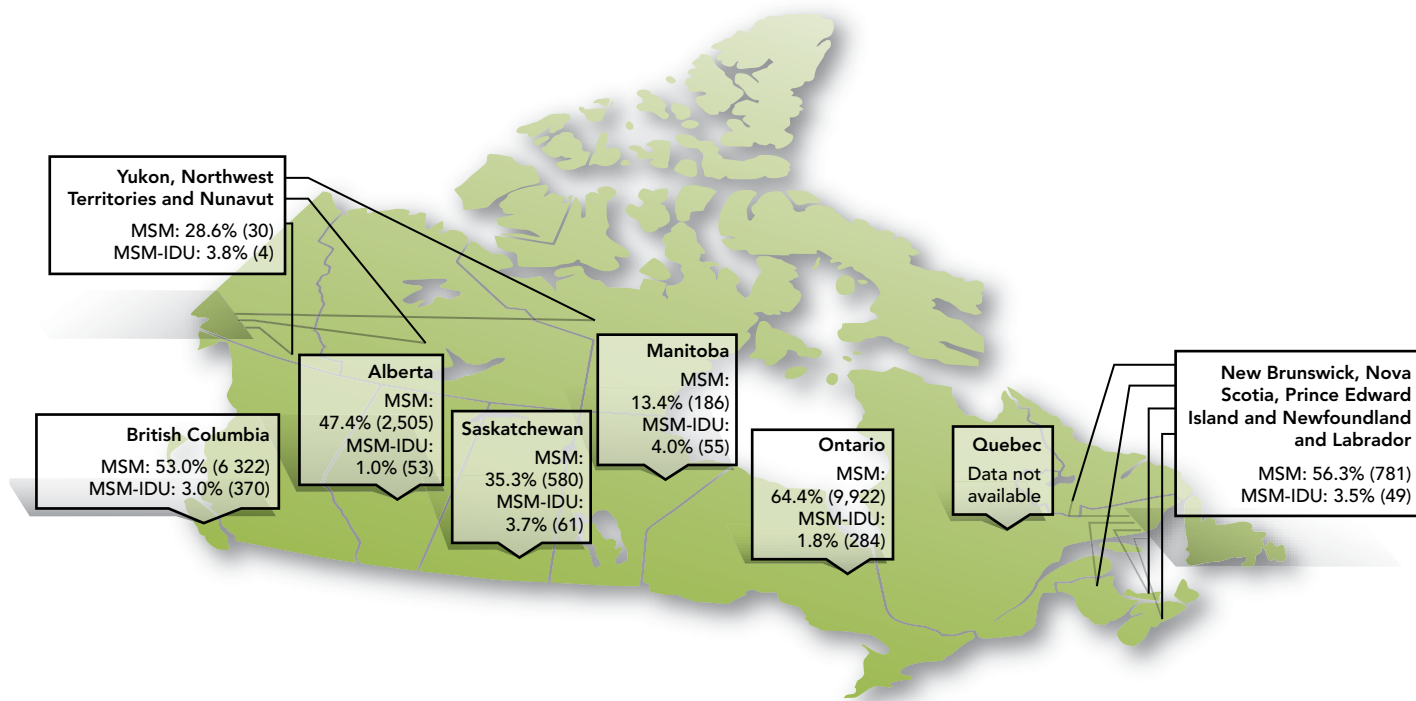 Yukon, Northwest
Territories and Nunavut
MSM: 28.6% (30)
MSM-IDU: 3.8% (4)
British Columbia
MSM: 53.0% (6 322)
MSM-IDU: 3.0% (370)
Alberta
MSM:
47.4% (2,505)
MSM-IDU:
1.0% (53)
Saskatchewan
MSM:
35.3% (580)
MSM-IDU:
3.7% (61)
Manitoba
MSM:
13.4% (186)
MSM-IDU:
4.0% (55)
Ontario
MSM:
64.4% (9,922)
MSM-IDU:
1.8% (284)
Quebec
Data not
available
New Brunswick, Nova
Scotia, Prince Edward
Island and Newfoundland
and Labrador
MSM: 56.3% (781)
MSM-IDU: 3.5% (49)